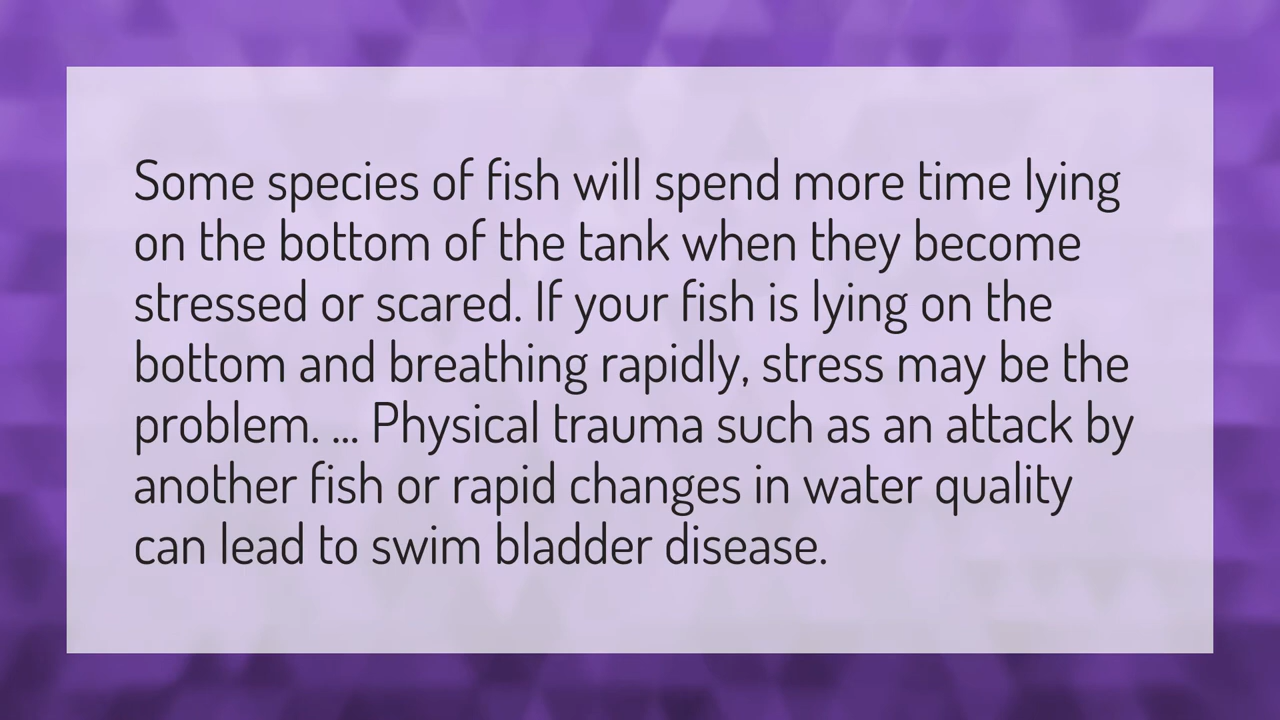 Some species of fish will spend more time lying
on the bottom of the tank when they become
stressed or scared. If your fish is lying on the
bottom and breathing rapidly, stress may be the
problem. ... Physical trauma such as an attack by
another fish or rapid changes in water quality
can lead to swim bladder disease.